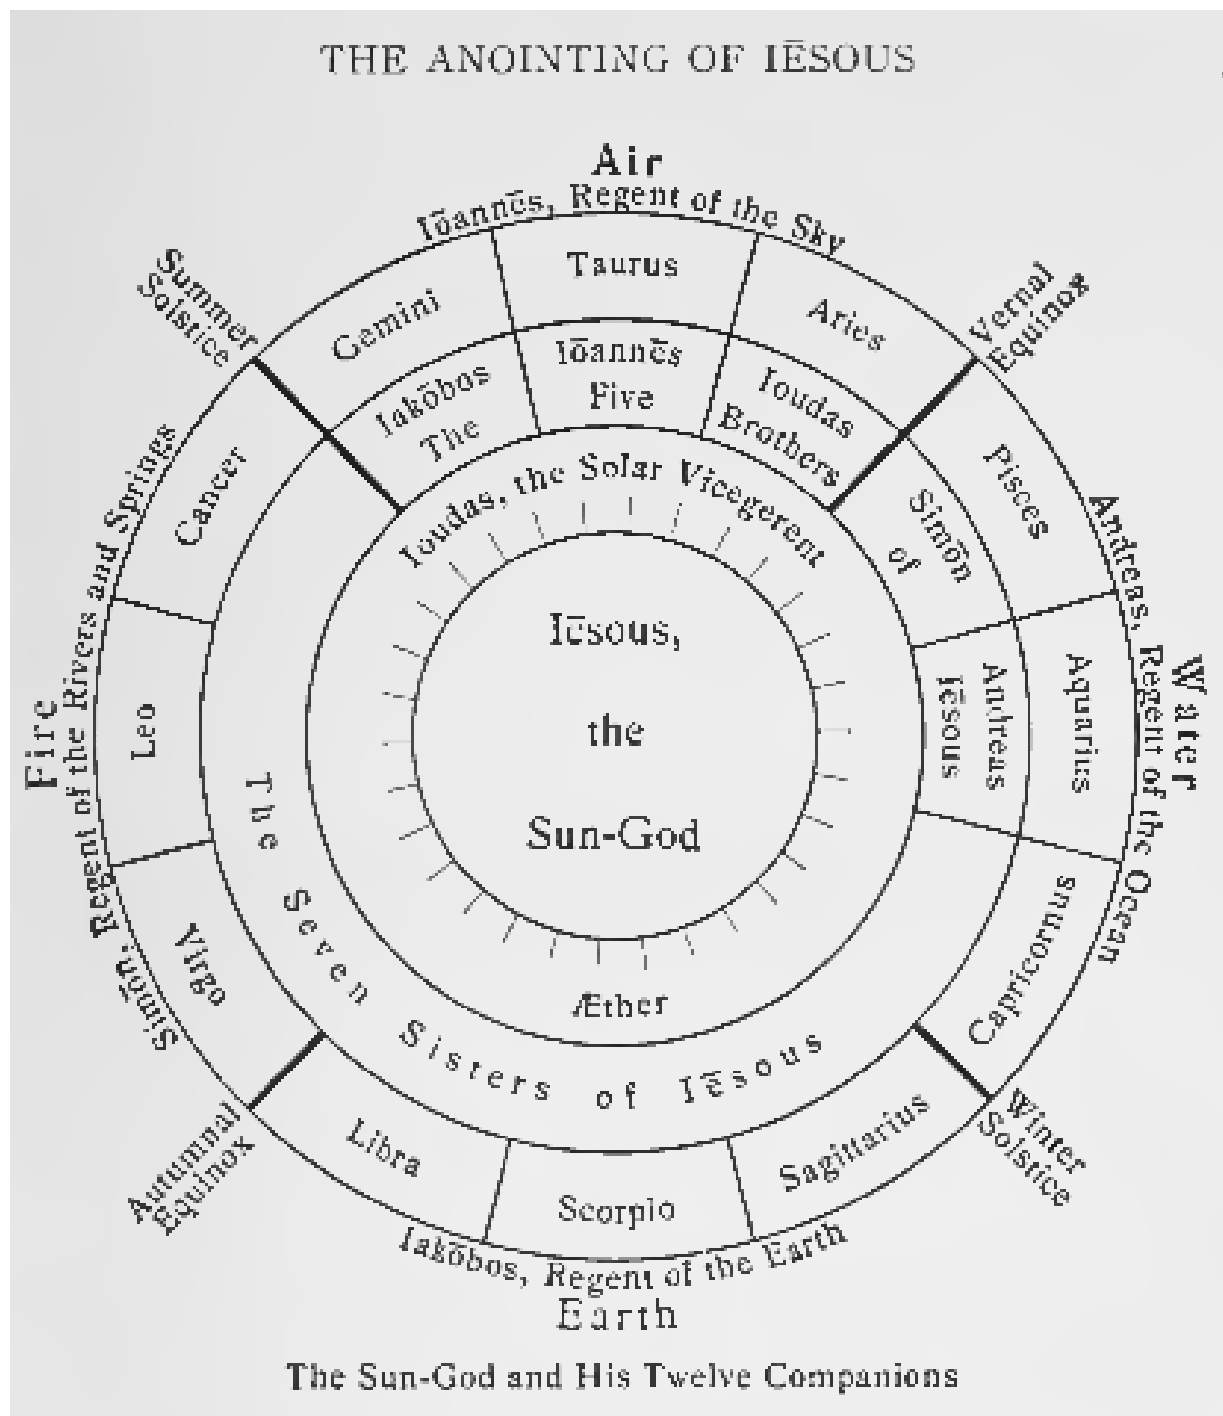 THE ANOINTING OF IĒSOUS
Air
Iōannēs, Regent of the Sky
Summer
Solstice
Vernal
Equinox
Taurus
Gemini
Aries
Iōannēs
Five
Iakōbos
The
Ioudas
Brothers
Cancer
Pisces
Simōn
of
Ioudas, the Solar Vicegerent
Iēsous,
the
Sun-God
Andreas
Iēsous
Aquarius
Andreas, Regent of the Ocean
Water
Fire
Simōn, Regent of the Rivers and Springs
Leo
Virgo
Capricornus
Æther
The Seven Sisters of Iēsous
Libra
Scorpio
Sagittarius
Autumnal
Equinox
Winter
Solstice
Iakōbos, Regent of the Earth
Earth
The Sun-God and His Twelve Companions